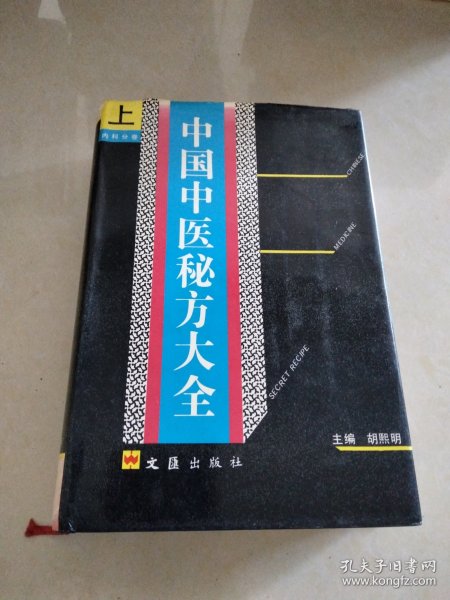 上
内科分卷
中国中医秘方大全
CHINESE
MEDICINE
SECRET RECIPE
主编 胡熙明
文匯出版社
孔夫子旧书网
www.kongfz.com